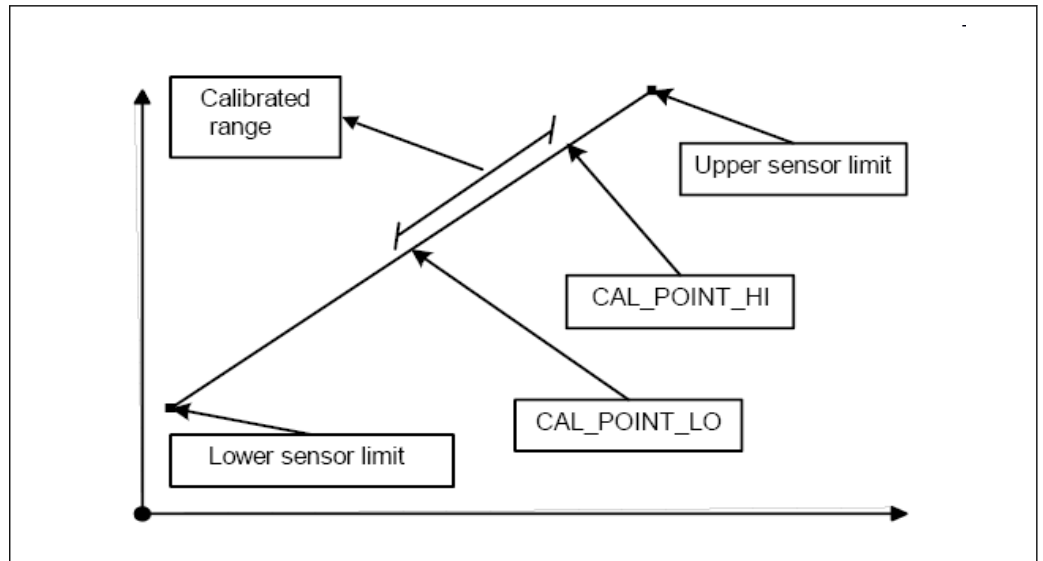 Calibrated
range
Upper sensor limit
CAL_POINT_HI
CAL_POINT_LO
Lower sensor limit